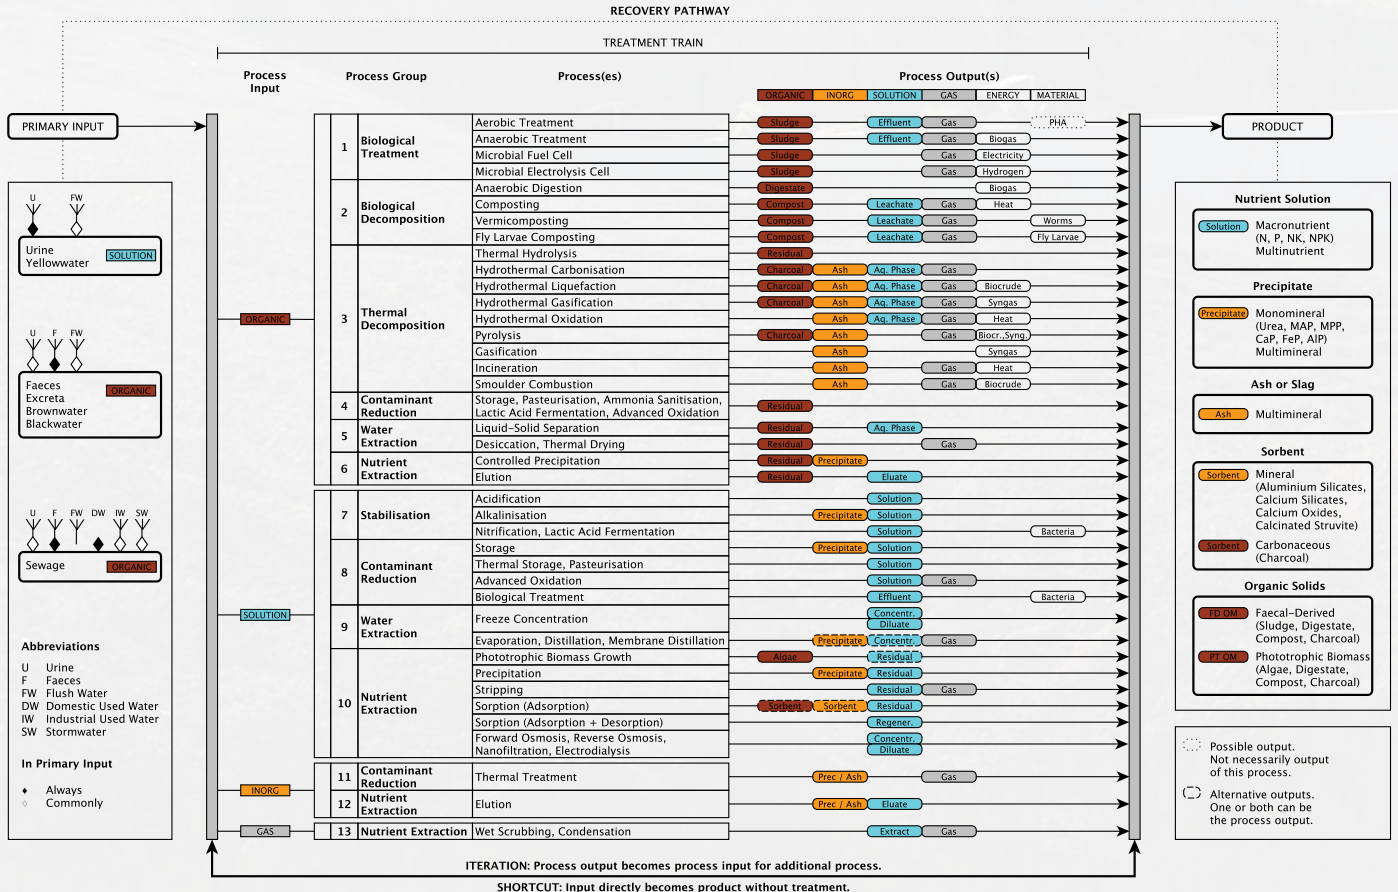 RECOVERY PATHWAY
TREATMENT TRAIN
Process
Input
Process Group
Process(es)
Process Output(s)
ORGANIC INORG SOLUTION GAS ENERGY MATERIAL
PRIMARY INPUT
U FW
Urine
Yellowwater
SOLUTION
U F FW
Faeces
Excreta
Brownwater
Blackwater
ORGANIC
U F FW DW IW SW
Sewage
ORGANIC
Abbreviations
U Urine
F Faeces
FW Flush Water
DW Domestic Used Water
IW Industrial Used Water
SW Stormwater
In Primary Input
Always
Commonly
ORGANIC
1 Biological
Treatment
Aerobic Treatment Sludge Effluent Gas PHA
Anaerobic Treatment Sludge Effluent Gas Biogas
Microbial Fuel Cell Sludge Gas Electricity
Microbial Electrolysis Cell Sludge Gas Hydrogen
2 Biological
Decomposition
Anaerobic Digestion Digestate Biogas
Composting Compost Leachate Gas Heat
Vermicomposting Compost Leachate Gas Worms
Fly Larvae Composting Compost Leachate Gas Fly Larvae
3 Thermal
Decomposition
Thermal Hydrolysis Residual
Hydrothermal Carbonisation Charcoal Ash Aq. Phase Gas
Hydrothermal Liquefaction Charcoal Ash Aq. Phase Gas Biocrude
Hydrothermal Gasification Charcoal Ash Aq. Phase Gas Syngas
Hydrothermal Oxidation Ash Aq. Phase Gas Heat
Pyrolysis Charcoal Ash Gas Biocr.,Syng.
Gasification Ash Syngas
Incineration Ash Gas Heat
Smoulder Combustion Ash Gas Biocrude
4 Contaminant
Reduction
Storage, Pasteurisation, Ammonia Sanitisation,
Lactic Acid Fermentation, Advanced Oxidation
Residual
5 Water
Extraction
Liquid-Solid Separation Residual Aq. Phase
Desiccation, Thermal Drying Residual Gas
6 Nutrient
Extraction
Controlled Precipitation Residual Precipitate
Elution Residual Eluate
SOLUTION
7 Stabilisation
Acidification Solution
Alkalinisation Precipitate Solution
Nitrification, Lactic Acid Fermentation Solution Bacteria
8 Contaminant
Reduction
Storage Precipitate Solution
Thermal Storage, Pasteurisation Solution
Advanced Oxidation Solution Gas
Biological Treatment Effluent Bacteria
9 Water
Extraction
Freeze Concentration Concentr.
Diluate
Evaporation, Distillation, Membrane Distillation Precipitate Concentr. Gas
10 Nutrient
Extraction
Phototrophic Biomass Growth Algae Residual
Precipitation Precipitate Residual
Stripping Residual Gas
Sorption (Adsorption) Sorbent Sorbent Residual
Sorption (Adsorption + Desorption) Regener.
Forward Osmosis, Reverse Osmosis,
Nanofiltration, Electrodialysis
Concentr.
Diluate
INORG
11 Contaminant
Reduction
Thermal Treatment Prec / Ash Gas
12 Nutrient
Extraction
Elution Prec / Ash Eluate
GAS
13 Nutrient Extraction Wet Scrubbing, Condensation Extract Gas
ITERATION: Process output becomes process input for additional process.
SHORTCUT: Input directly becomes product without treatment.
PRODUCT
Nutrient Solution
Solution Macronutrient
(N, P, NK, NPK)
Multinutrient
Precipitate
Precipitate Monomineral
(Urea, MAP, MPP,
CaP, FeP, AlP)
Multimineral
Ash or Slag
Ash Multimineral
Sorbent
Sorbent Mineral
(Aluminium Silicates,
Calcium Silicates,
Calcium Oxides,
Calcinated Struvite)
Sorbent Carbonaceous
(Charcoal)
Organic Solids
FD OM Faecal-Derived
(Sludge, Digestate,
Compost, Charcoal)
PT OM Phototrophic Biomass
(Algae, Digestate,
Compost, Charcoal)
Possible output.
Not necessarily output
of this process.
Alternative outputs.
One or both can be
the process output.